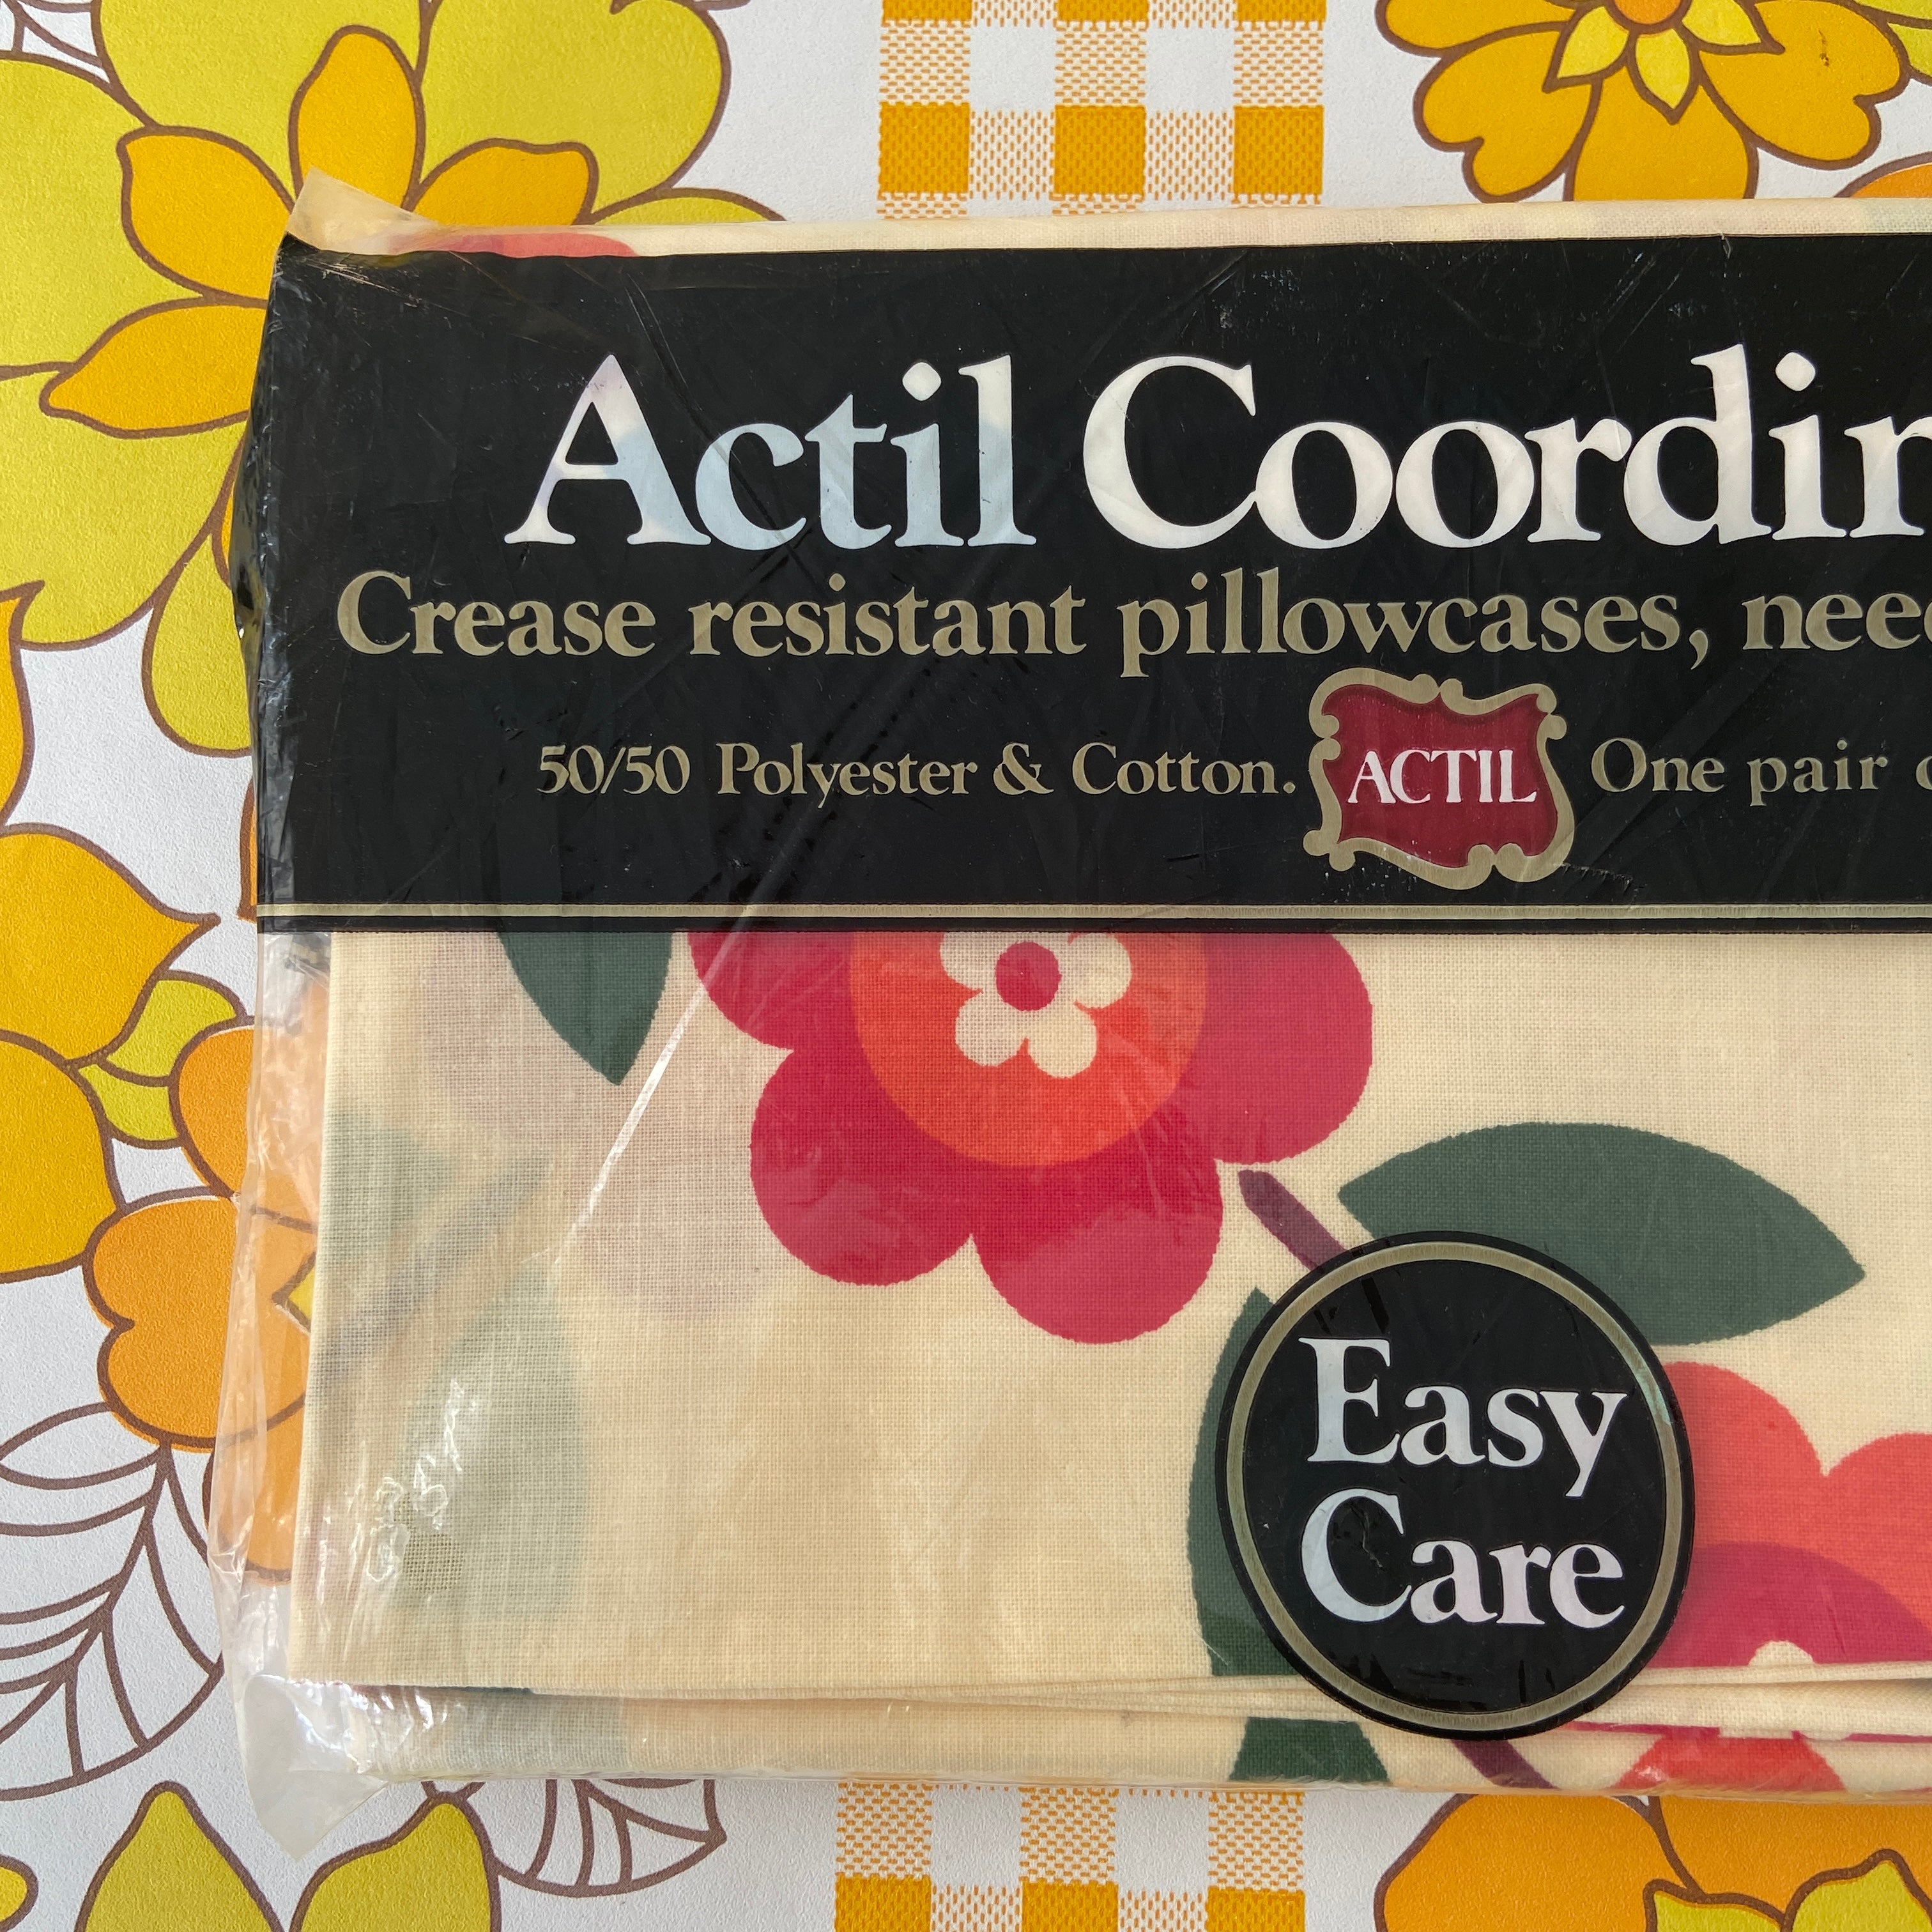 Actil Coordin
Crease resistant pillowcases, nee
50/50 Polyester & Cotton. ACTIL One pair
Easy
Care